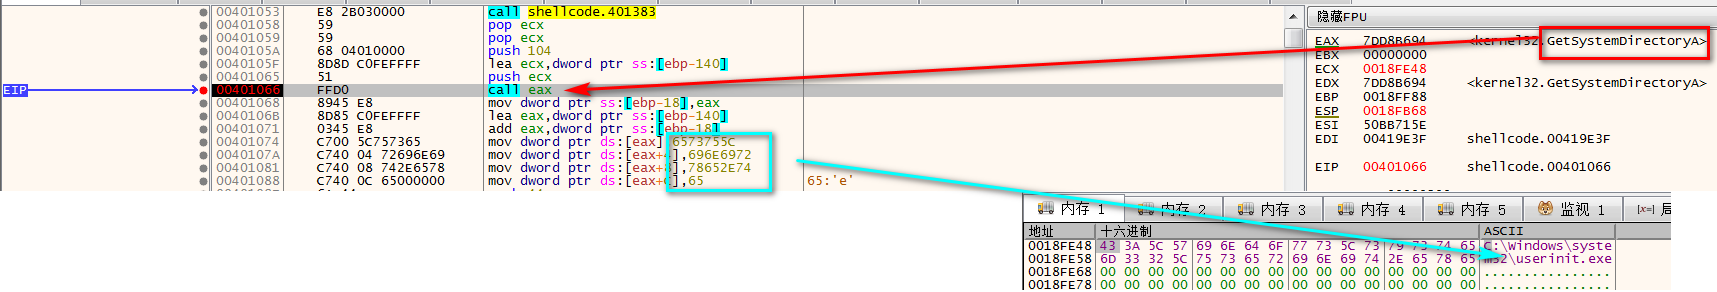 00401053 E8 2B030000 call shellcode.401383
00401058 59 pop ecx
00401059 59 pop ecx
0040105A 68 04010000 push 104
0040105F 8D8D C0FEFFFF lea ecx,dword ptr ss:[ebp-140]
00401065 51 push ecx
EIP 00401066 FFD0 call eax
00401068 8945 E8 mov dword ptr ss:[ebp-18],eax
0040106B 8D85 C0FEFFFF lea eax,dword ptr ss:[ebp-140]
00401071 0345 E8 add eax,dword ptr ss:[ebp-18]
00401074 C700 5C757365 mov dword ptr ds:[eax],6573755C
0040107A C740 04 72696E69 mov dword ptr ds:[eax+4],696E6972
00401081 C740 08 742E6578 mov dword ptr ds:[eax+8],78652E74
00401088 C740 0C 65000000 mov dword ptr ds:[eax+C],65 65:'e'
隐藏FPU
EAX 7DD8B694 <kernel32.GetSystemDirectoryA>
EBX 00000000
ECX 0018FE48
EDX 7DD8B694 <kernel32.GetSystemDirectoryA>
EBP 0018FF88
ESP 0018FB68
ESI 50BB715E
EDI 00419E3F shellcode.00419E3F
EIP 00401066 shellcode.00401066
内存 1 内存 2 内存 3 内存 4 内存 5 监视 1 [x=]
地址 十六进制 ASCII
0018FE48 43 3A 5C 57 69 6E 64 6F 77 73 5C 73 79 73 74 65 C:\Windows\syste
0018FE58 6D 33 32 5C 75 73 65 72 69 6E 69 74 2E 65 78 65 m32\userinit.exe
0018FE68 00 00 00 00 00 00 00 00 00 00 00 00 00 00 00 00 ................
0018FE78 00 00 00 00 00 00 00 00 00 00 00 00 00 00 00 00 ................